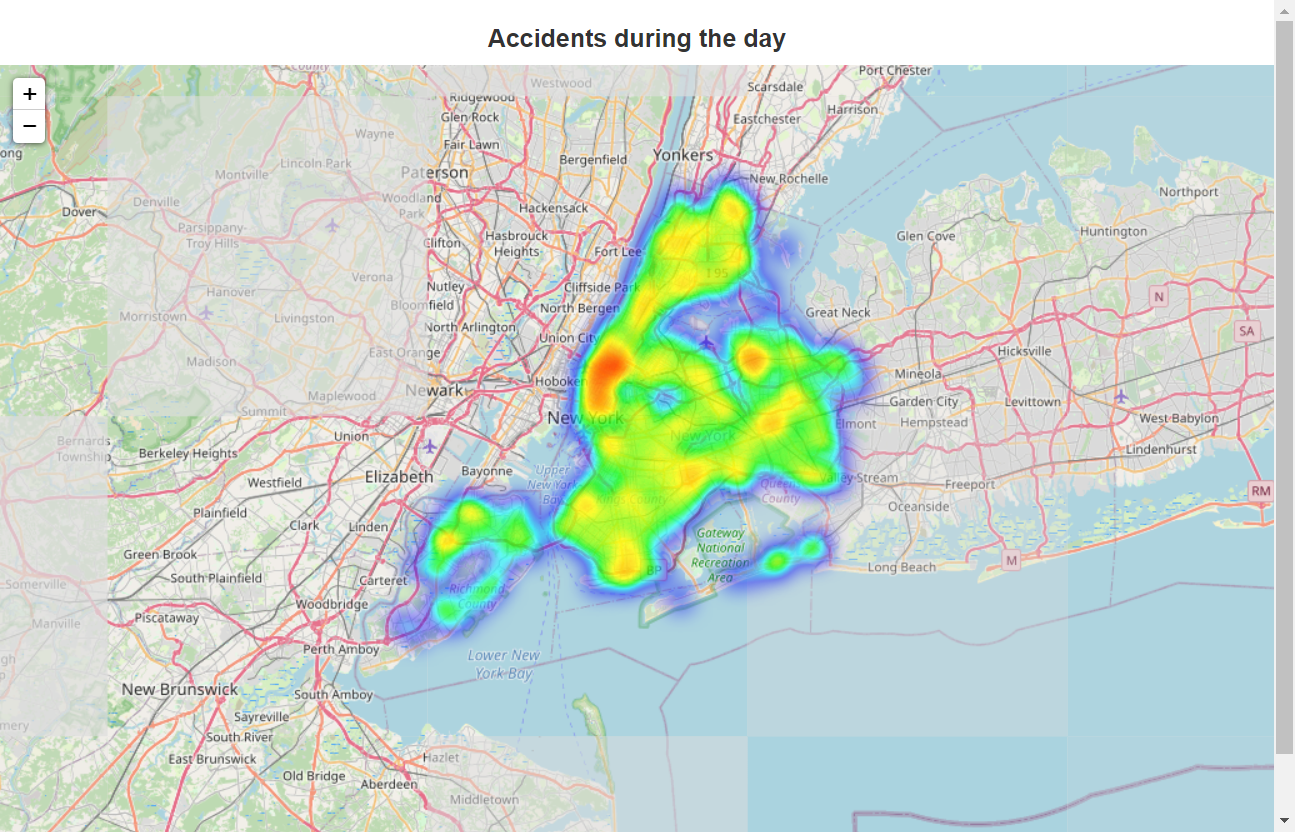 Accidents during the day
+
−
County
Westwood
Port Chester
Scarsdale
Ridgewood
Harrison
Glen Rock
Eastchester
Wayne
Fair Lawn
ong
Yonkers
Bergenfield
Lincoln Park
Paterson
Montville
New Rochelle
Northport
Denville
Woodland
Park
Hackensack
Dover
Parsippany-
Troy Hills
Hasbrouck
Heights
Clifton
Fort Lee
Glen Cove
Huntington
Verona
I 95
Nutley
Cliffside Park
Hanover
Bloomfield
N
Morristown
Livingston
North Bergen
Great Neck
North Arlington
SA
Union City
East Orange
Hicksville
Madison
Mineola
Hoboken
Newark
Maplewood
Garden City
Levittown
Summit
New York
Hempstead
West Babylon
Elmont
New York
Union
Bernards
Township
Berkeley Heights
Lindenhurst
Upper
New York
Bay
Bayonne
Elizabeth
Valley Stream
Westfield
Queens
County
Freeport
RM
Kings County
Oceanside
Plainfield
Clark
Linden
Gateway
National
Recreation
Area
Green Brook
M
Long Beach
BP
South Plainfield
Carteret
Somerville
Richmond
County
Woodbridge
Piscataway
Manville
Perth Amboy
Lower New
York Bay
gh
New Brunswick
South Amboy
Sayreville
mery
South River
East Brunswick
Hazlet
Old Bridge
Aberdeen
Middletown